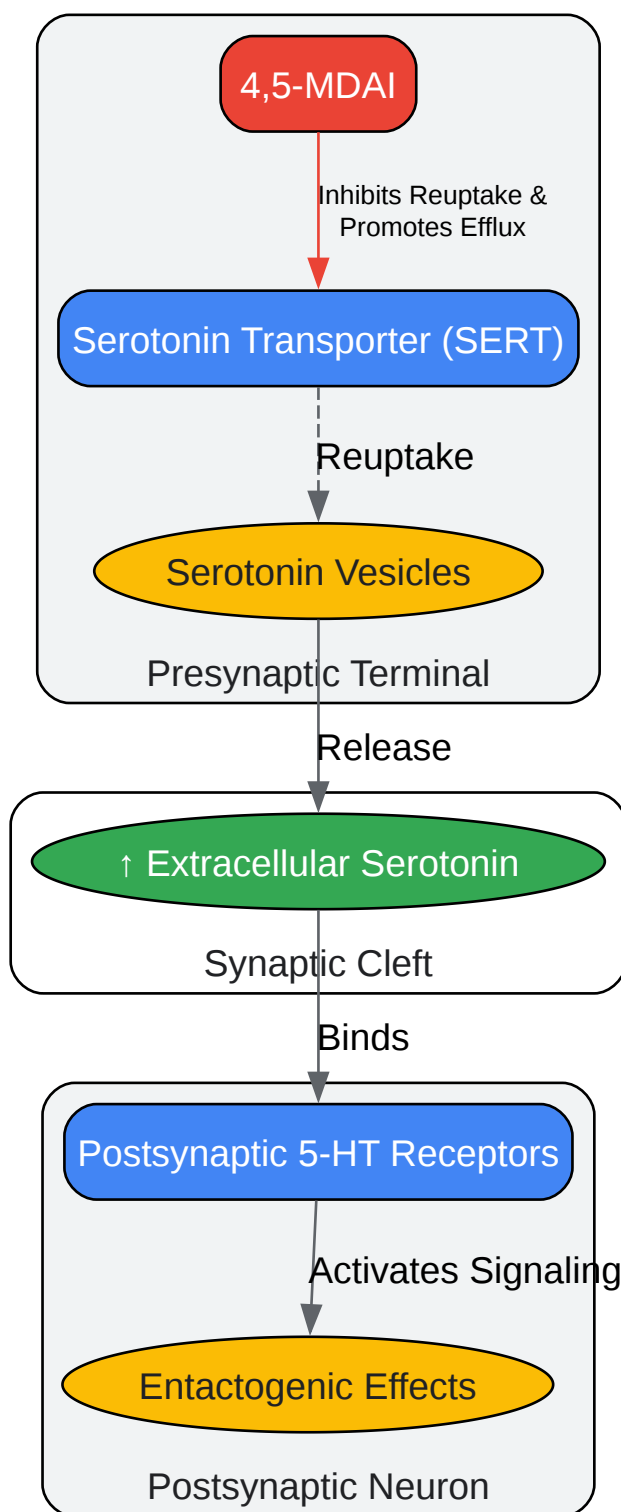 4,5-MDAI
Inhibits Reuptake &
Promotes Efflux
Serotonin Transporter (SERT)
Reuptake
Serotonin Vesicles
Presynaptic Terminal
Release
↑ Extracellular Serotonin
Synaptic Cleft
Binds
Postsynaptic 5-HT Receptors
Activates Signaling
Entactogenic Effects
Postsynaptic Neuron